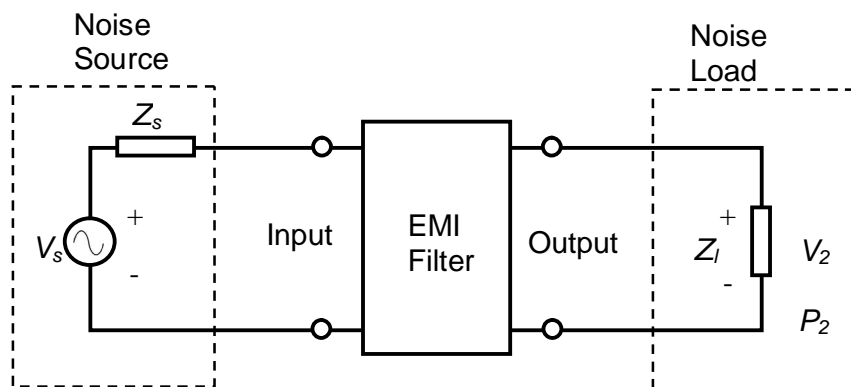 Noise
Source
Noise
Load
Zs
Vs
+
-
Input
EMI
Filter
Output
Zl
+
-
V2
P2